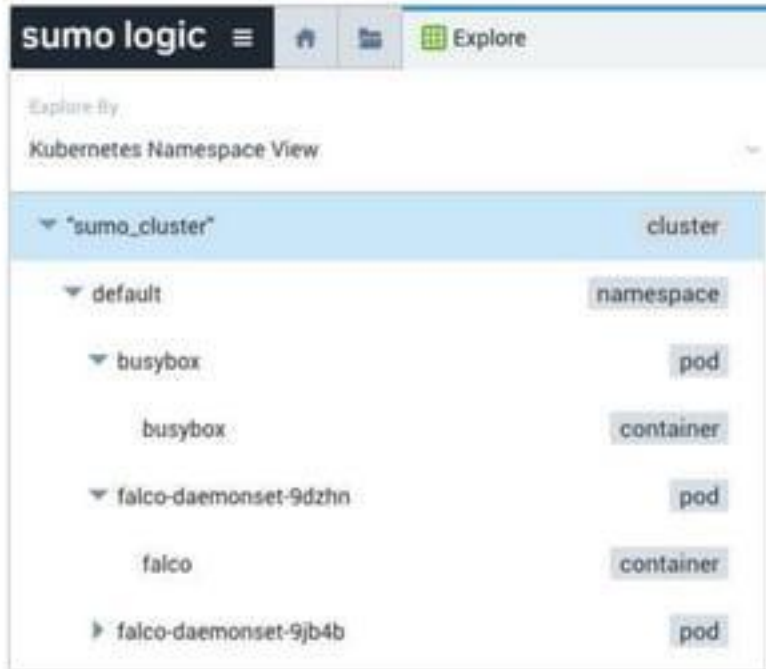 sumo logic Explore
Explore By
Kubernetes Namespace View
"sumo_cluster" cluster
default namespace
busybox pod
busybox container
falco-daemonset-9dzhn pod
falco container
falco-daemonset-9jb4b pod